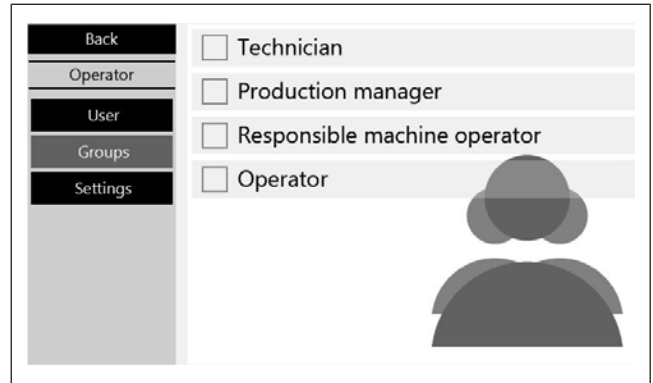 Back
Operator
User
Groups
Settings
Technician
Production manager
Responsible machine operator
Operator